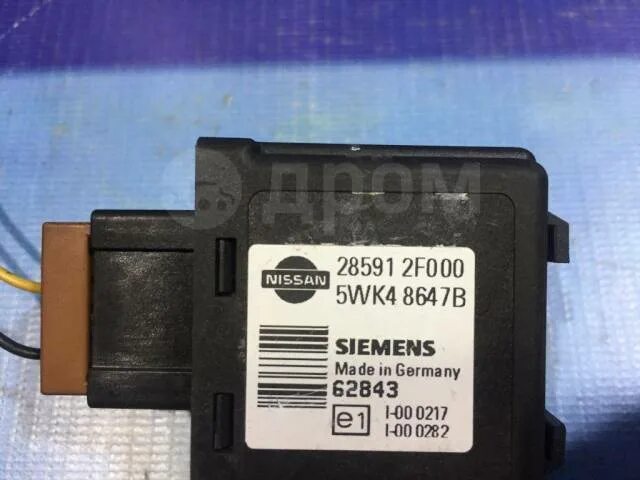 дром
NISSAN
28591 2F000
5WK4 8647B
SIEMENS
Made in Germany
62843
e1
I-00 0217
I-00 0282